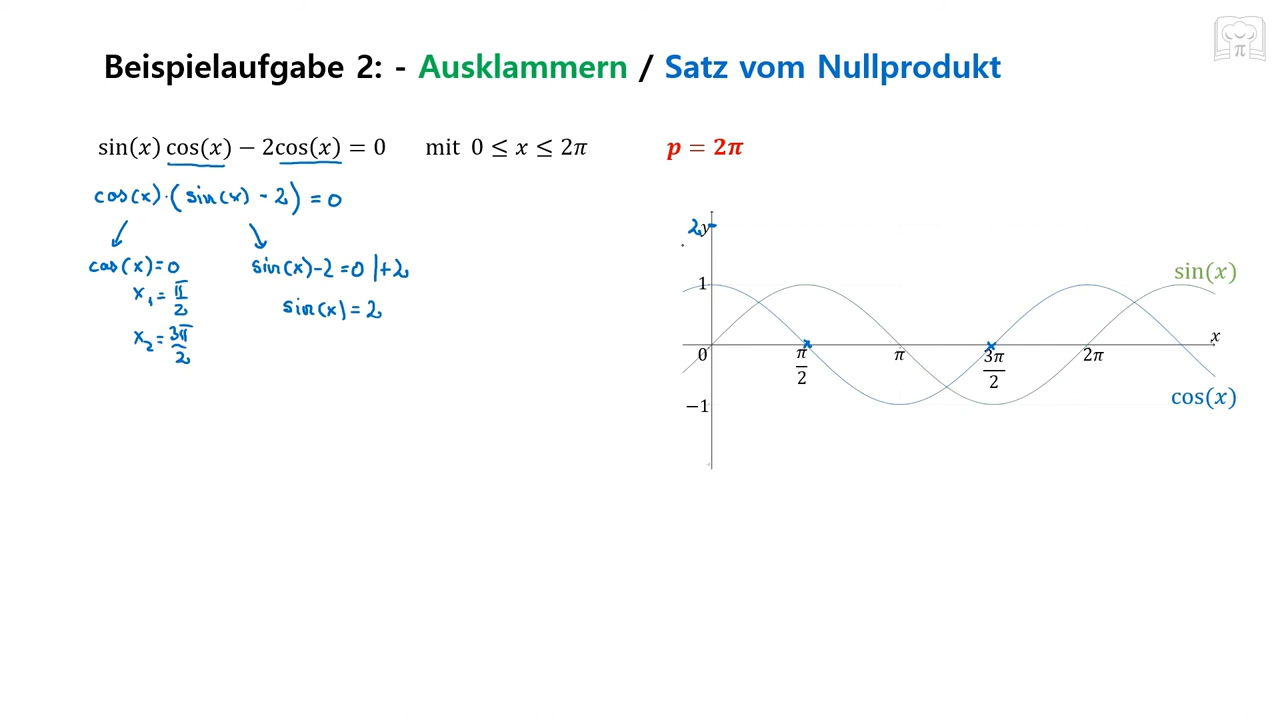 Beispielaufgabe 2: - Ausklammern / Satz vom Nullprodukt
sin(x) cos(x) − 2cos(x) = 0 mit 0 ≤ x ≤ 2π p = 2π
cos(x)·(sin(x) - 2) = 0
cos(x)=0 sin(x)-2=0 |+2
x₁ = π/2 sin(x)=2
x₂ = 3π/2
2 y
1
sin(x)
x
0 π/2 π 3π/2 2π
−1
cos(x)
π